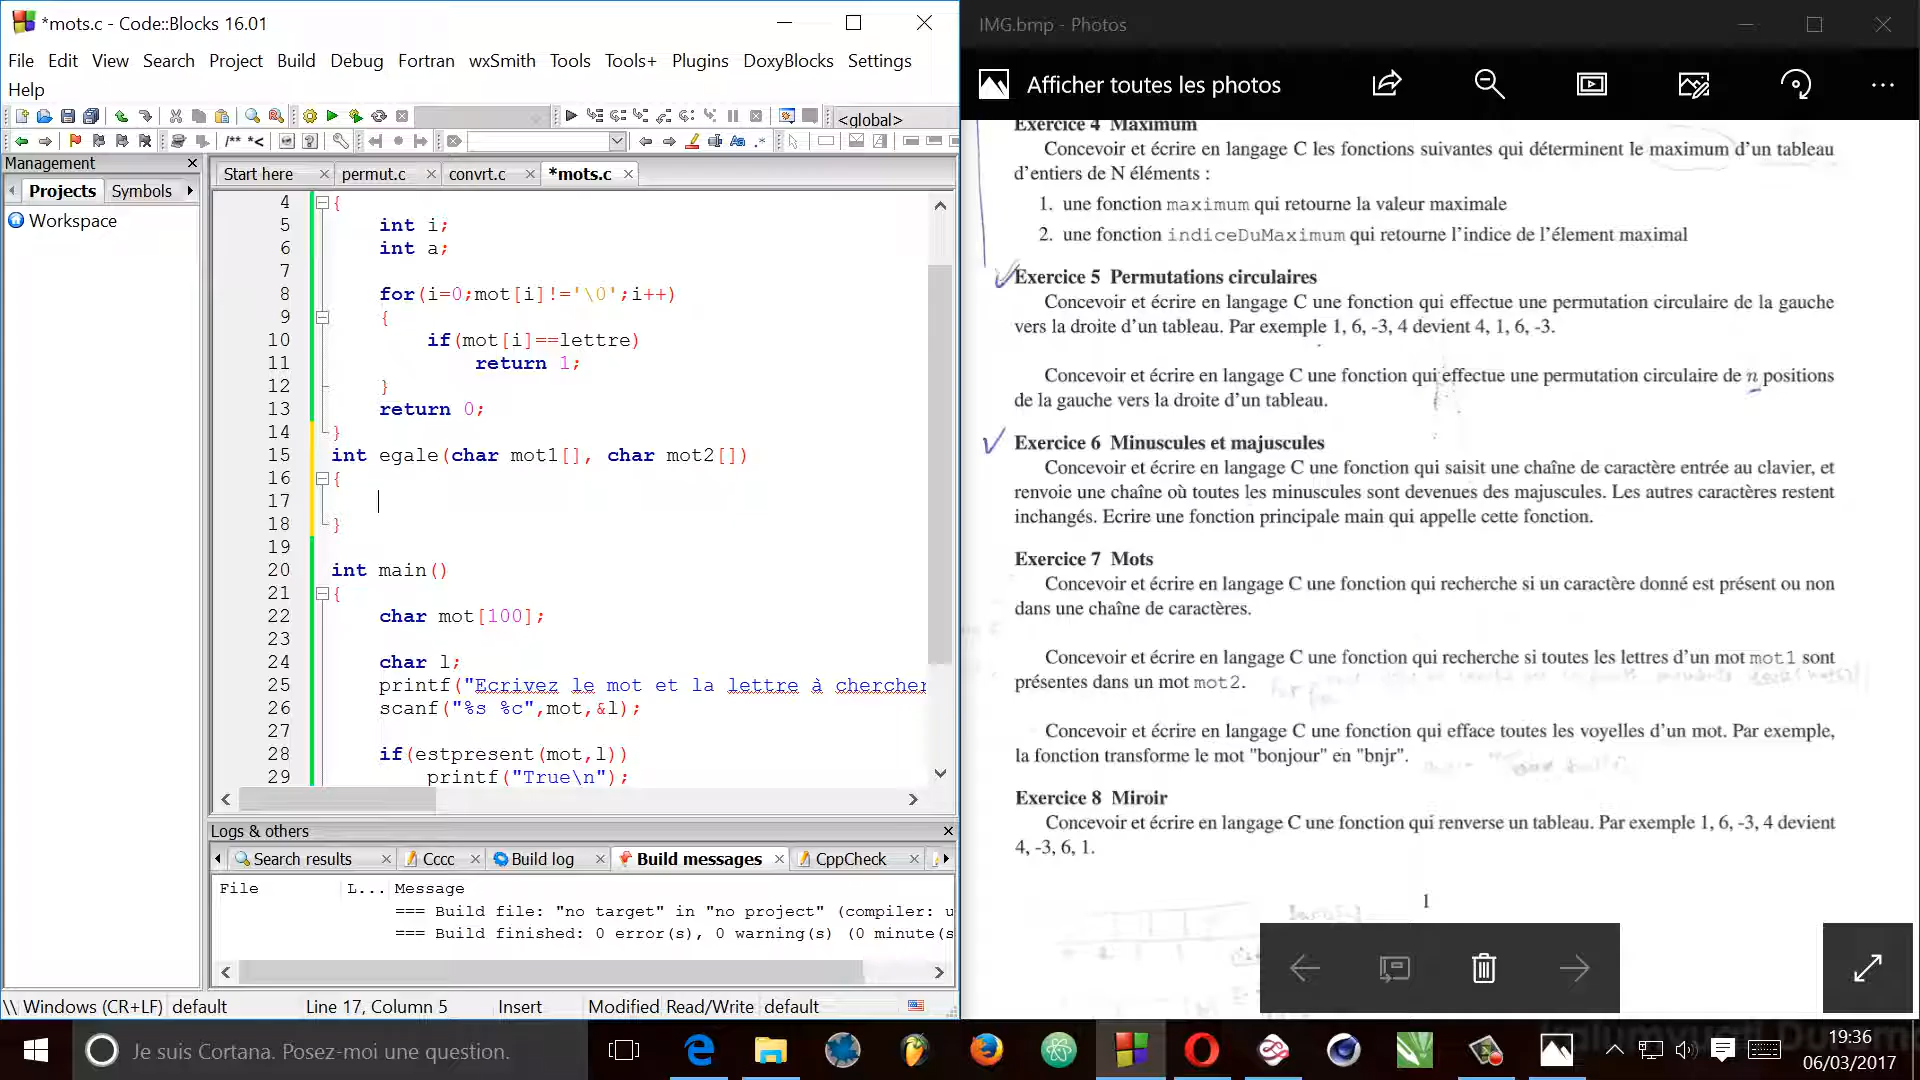 *mots.c - Code::Blocks 16.01
File Edit View Search Project Build Debug Fortran wxSmith Tools Tools+ Plugins DoxyBlocks Settings
Help
<global>
/** *<
Management
Projects Symbols
Workspace
Start here permut.c convrt.c *mots.c
4 {
5 int i;
6 int a;
7
8 for(i=0;mot[i]!='\0';i++)
9 {
10 if(mot[i]==lettre)
11 return 1;
12 }
13 return 0;
14 }
15 int egale(char mot1[], char mot2[])
16 {
17
18 }
19
20 int main()
21 {
22 char mot[100];
23
24 char l;
25 printf("Ecrivez le mot et la lettre à chercher
26 scanf("%s %c",mot,&l);
27
28 if(estpresent(mot,l))
29 printf("True\n");
Logs & others
Search results Cccc Build log Build messages CppCheck
File L... Message
=== Build file: "no target" in "no project" (compiler: u
=== Build finished: 0 error(s), 0 warning(s) (0 minute(s
\\ Windows (CR+LF) default Line 17, Column 5 Insert Modified Read/Write default
IMG.bmp - Photos
Afficher toutes les photos
Exercice 4 Maximum
Concevoir et écrire en langage C les fonctions suivantes qui déterminent le maximum d'un tableau
d'entiers de N éléments :
1. une fonction maximum qui retourne la valeur maximale
2. une fonction indiceDuMaximum qui retourne l'indice de l'élement maximal
Exercice 5 Permutations circulaires
Concevoir et écrire en langage C une fonction qui effectue une permutation circulaire de la gauche
vers la droite d'un tableau. Par exemple 1, 6, -3, 4 devient 4, 1, 6, -3.
Concevoir et écrire en langage C une fonction qui effectue une permutation circulaire de n positions
de la gauche vers la droite d'un tableau.
Exercice 6 Minuscules et majuscules
Concevoir et écrire en langage C une fonction qui saisit une chaîne de caractère entrée au clavier, et
renvoie une chaîne où toutes les minuscules sont devenues des majuscules. Les autres caractères restent
inchangés. Ecrire une fonction principale main qui appelle cette fonction.
Exercice 7 Mots
Concevoir et écrire en langage C une fonction qui recherche si un caractère donné est présent ou non
dans une chaîne de caractères.
Concevoir et écrire en langage C une fonction qui recherche si toutes les lettres d'un mot mot1 sont
présentes dans un mot mot2.
Concevoir et écrire en langage C une fonction qui efface toutes les voyelles d'un mot. Par exemple,
la fonction transforme le mot "bonjour" en "bnjr".
Exercice 8 Miroir
Concevoir et écrire en langage C une fonction qui renverse un tableau. Par exemple 1, 6, -3, 4 devient
4, -3, 6, 1.
1
Je suis Cortana. Posez-moi une question.
19:36
06/03/2017